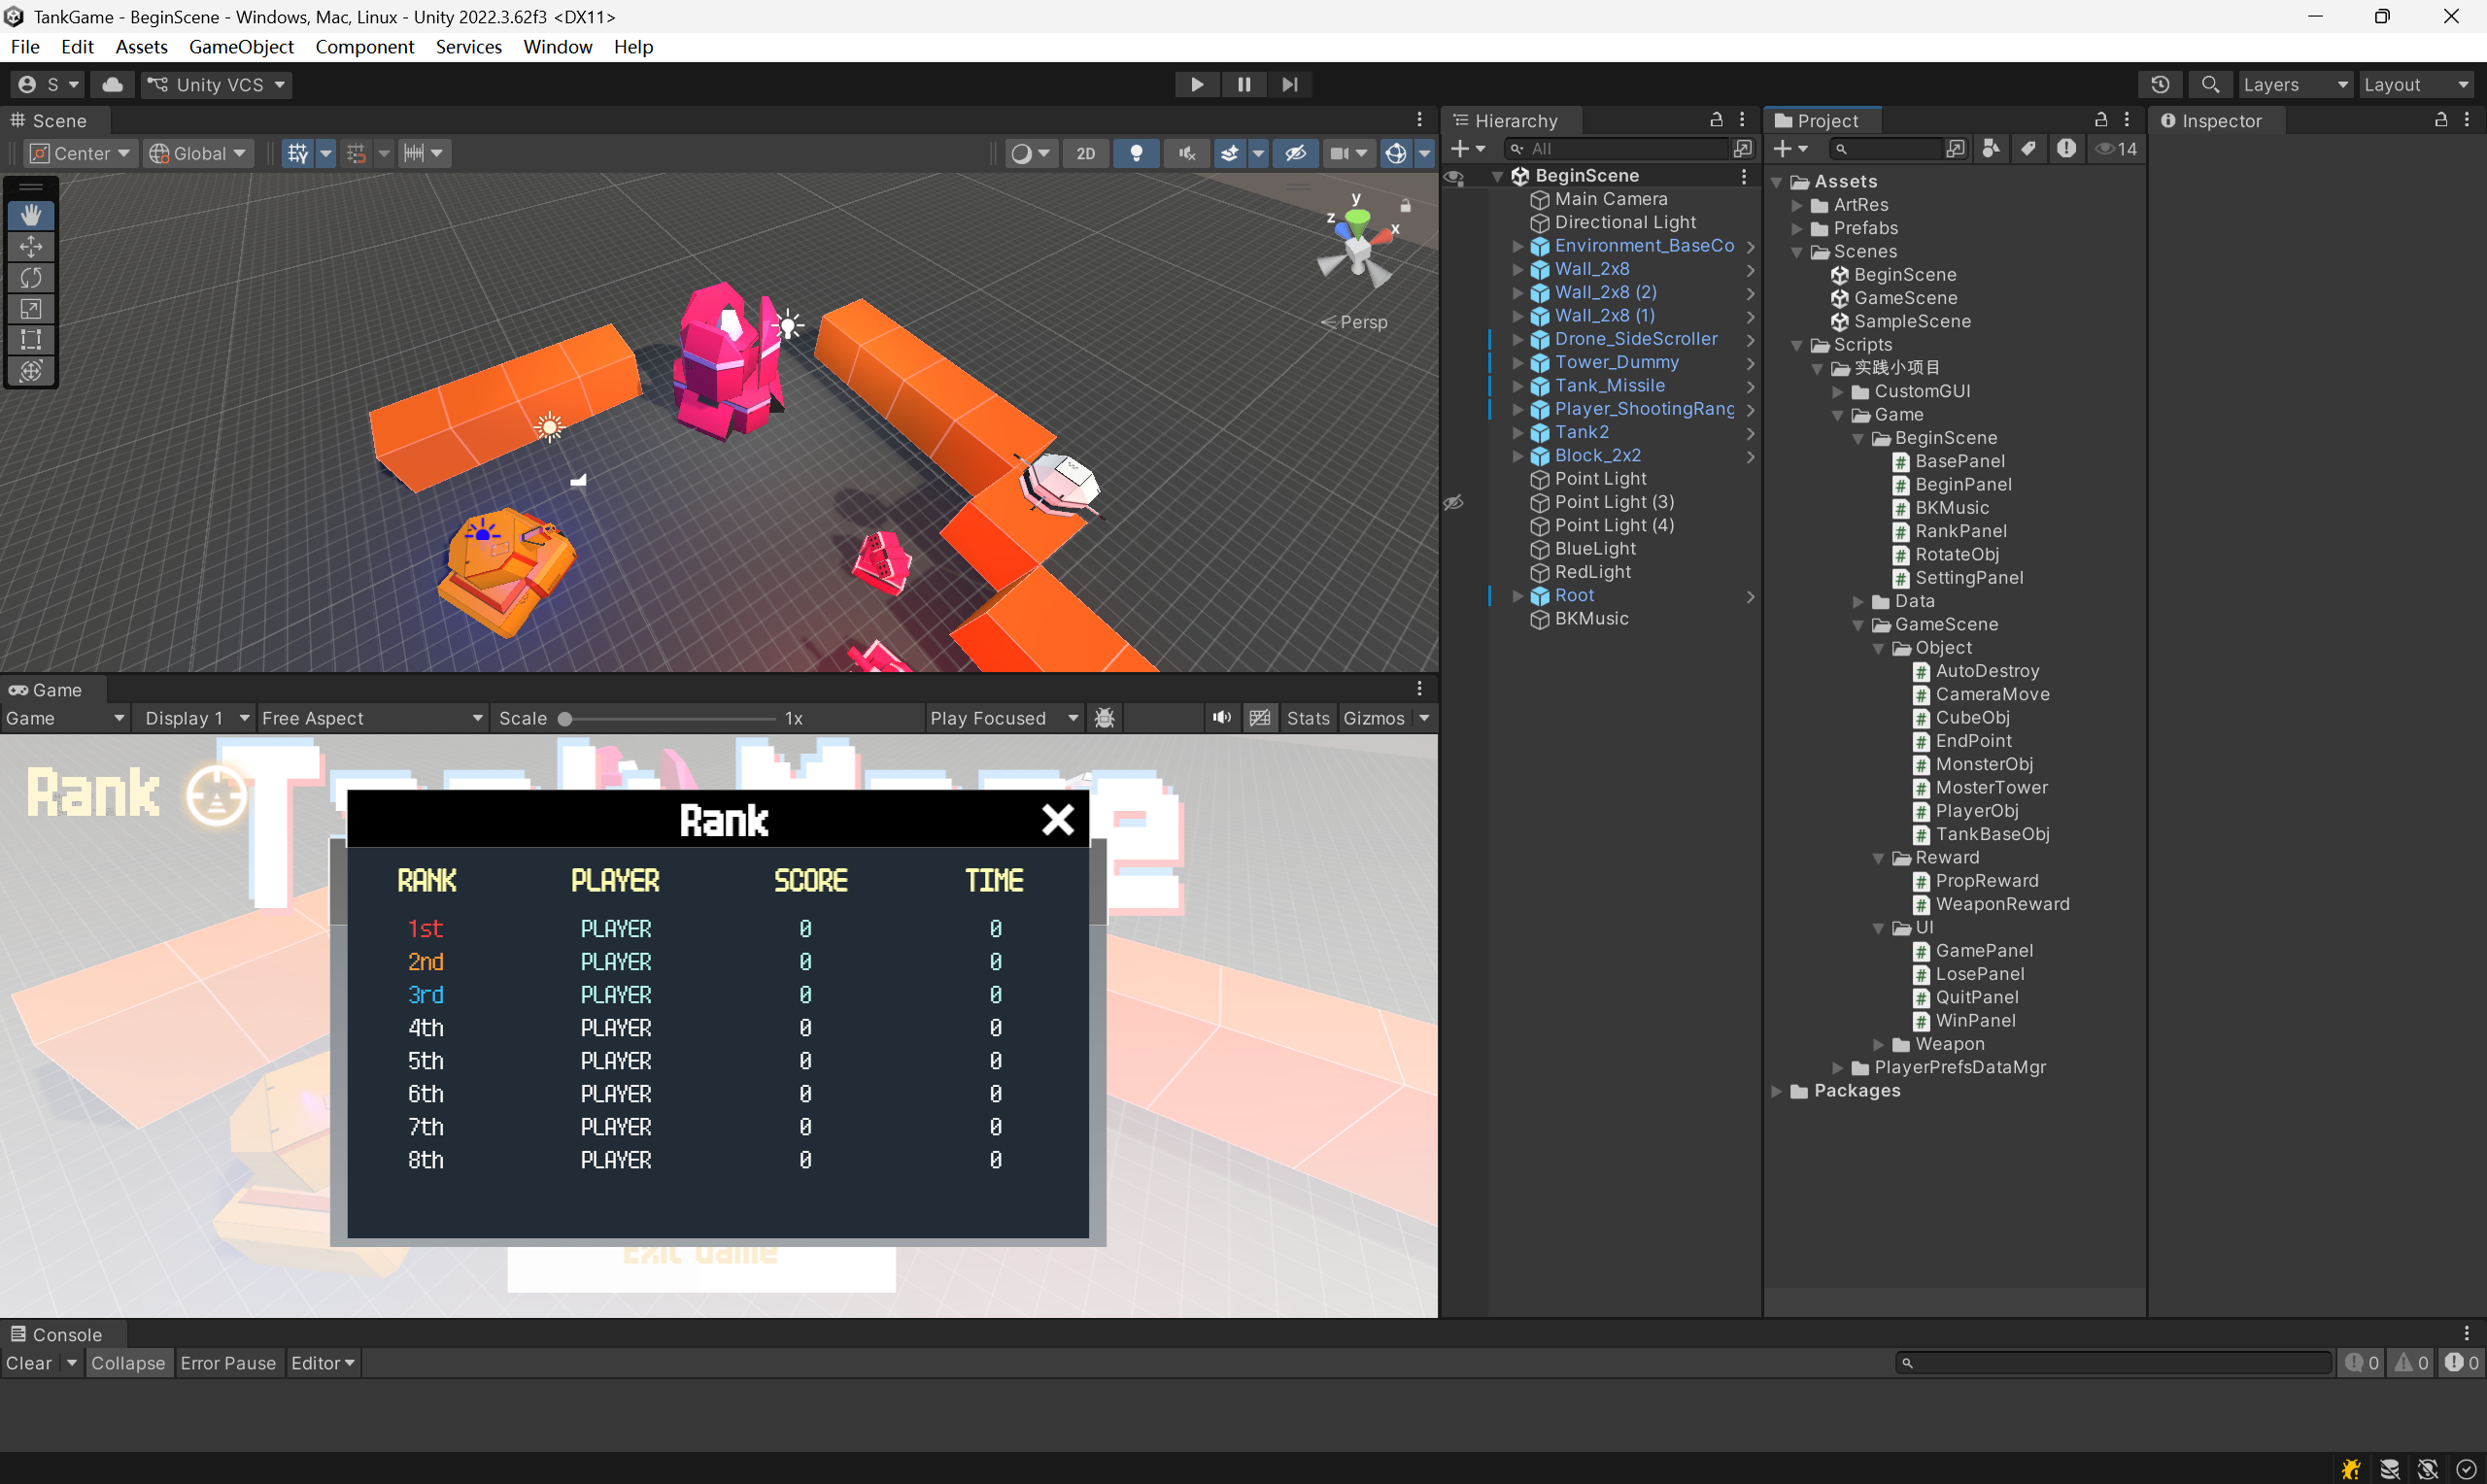 TankGame - BeginScene - Windows, Mac, Linux - Unity 2022.3.62f3 <DX11>
File Edit Assets GameObject Component Services Window Help
S Unity VCS Layers Layout
Scene
Center Global 2D
y
z
x
Persp
Game
Game Display 1 Free Aspect Scale 1x Play Focused Stats Gizmos
Rank
Rank
RANK PLAYER SCORE TIME
1st PLAYER 0 0
2nd PLAYER 0 0
3rd PLAYER 0 0
4th PLAYER 0 0
5th PLAYER 0 0
6th PLAYER 0 0
7th PLAYER 0 0
8th PLAYER 0 0
Exit Game
Hierarchy
All
BeginScene
Main Camera
Directional Light
Environment_BaseCo
Wall_2x8
Wall_2x8 (2)
Wall_2x8 (1)
Drone_SideScroller
Tower_Dummy
Tank_Missile
Player_ShootingRang
Tank2
Block_2x2
Point Light
Point Light (3)
Point Light (4)
BlueLight
RedLight
Root
BKMusic
Project
14
Assets
ArtRes
Prefabs
Scenes
BeginScene
GameScene
SampleScene
Scripts
实践小项目
CustomGUI
Game
BeginScene
BasePanel
BeginPanel
BKMusic
RankPanel
RotateObj
SettingPanel
Data
GameScene
Object
AutoDestroy
CameraMove
CubeObj
EndPoint
MonsterObj
MosterTower
PlayerObj
TankBaseObj
Reward
PropReward
WeaponReward
UI
GamePanel
LosePanel
QuitPanel
WinPanel
Weapon
PlayerPrefsDataMgr
Packages
Inspector
Console
Clear Collapse Error Pause Editor 0 0 0